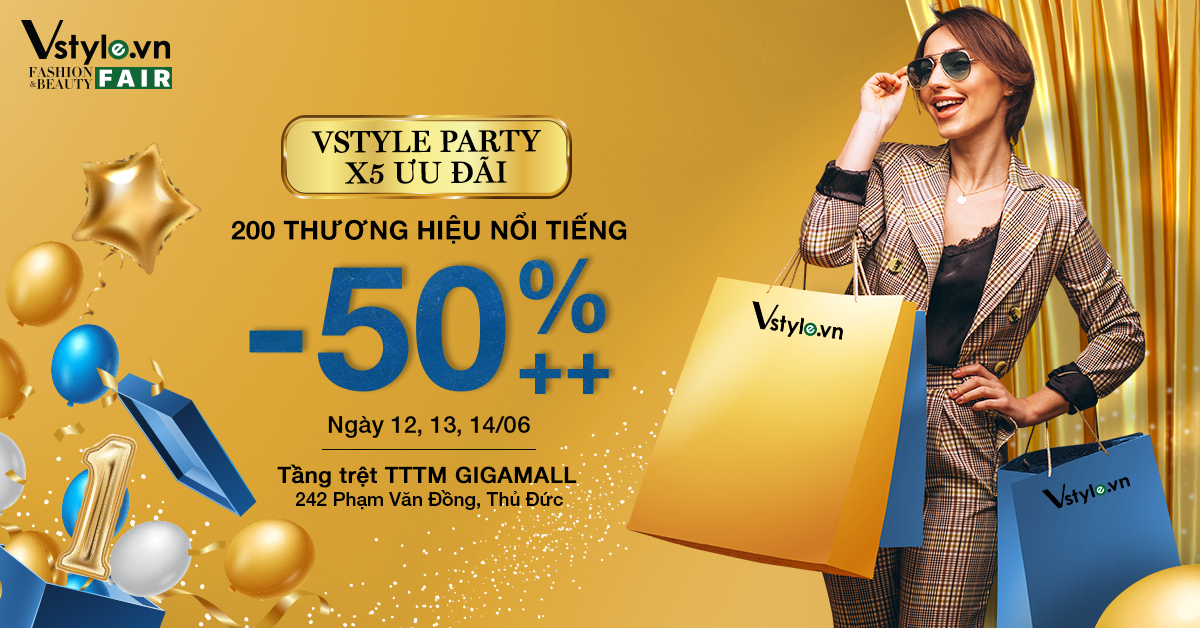 Vstyle.vn
FASHION
&BEAUTY FAIR
VSTYLE PARTY
X5 ƯU ĐÃI
200 THƯƠNG HIỆU NỔI TIẾNG
-50%
++
Ngày 12, 13, 14/06
Tầng trệt TTTM GIGAMALL
242 Phạm Văn Đồng, Thủ Đức
1
Vstyle.vn
Vstyle.vn